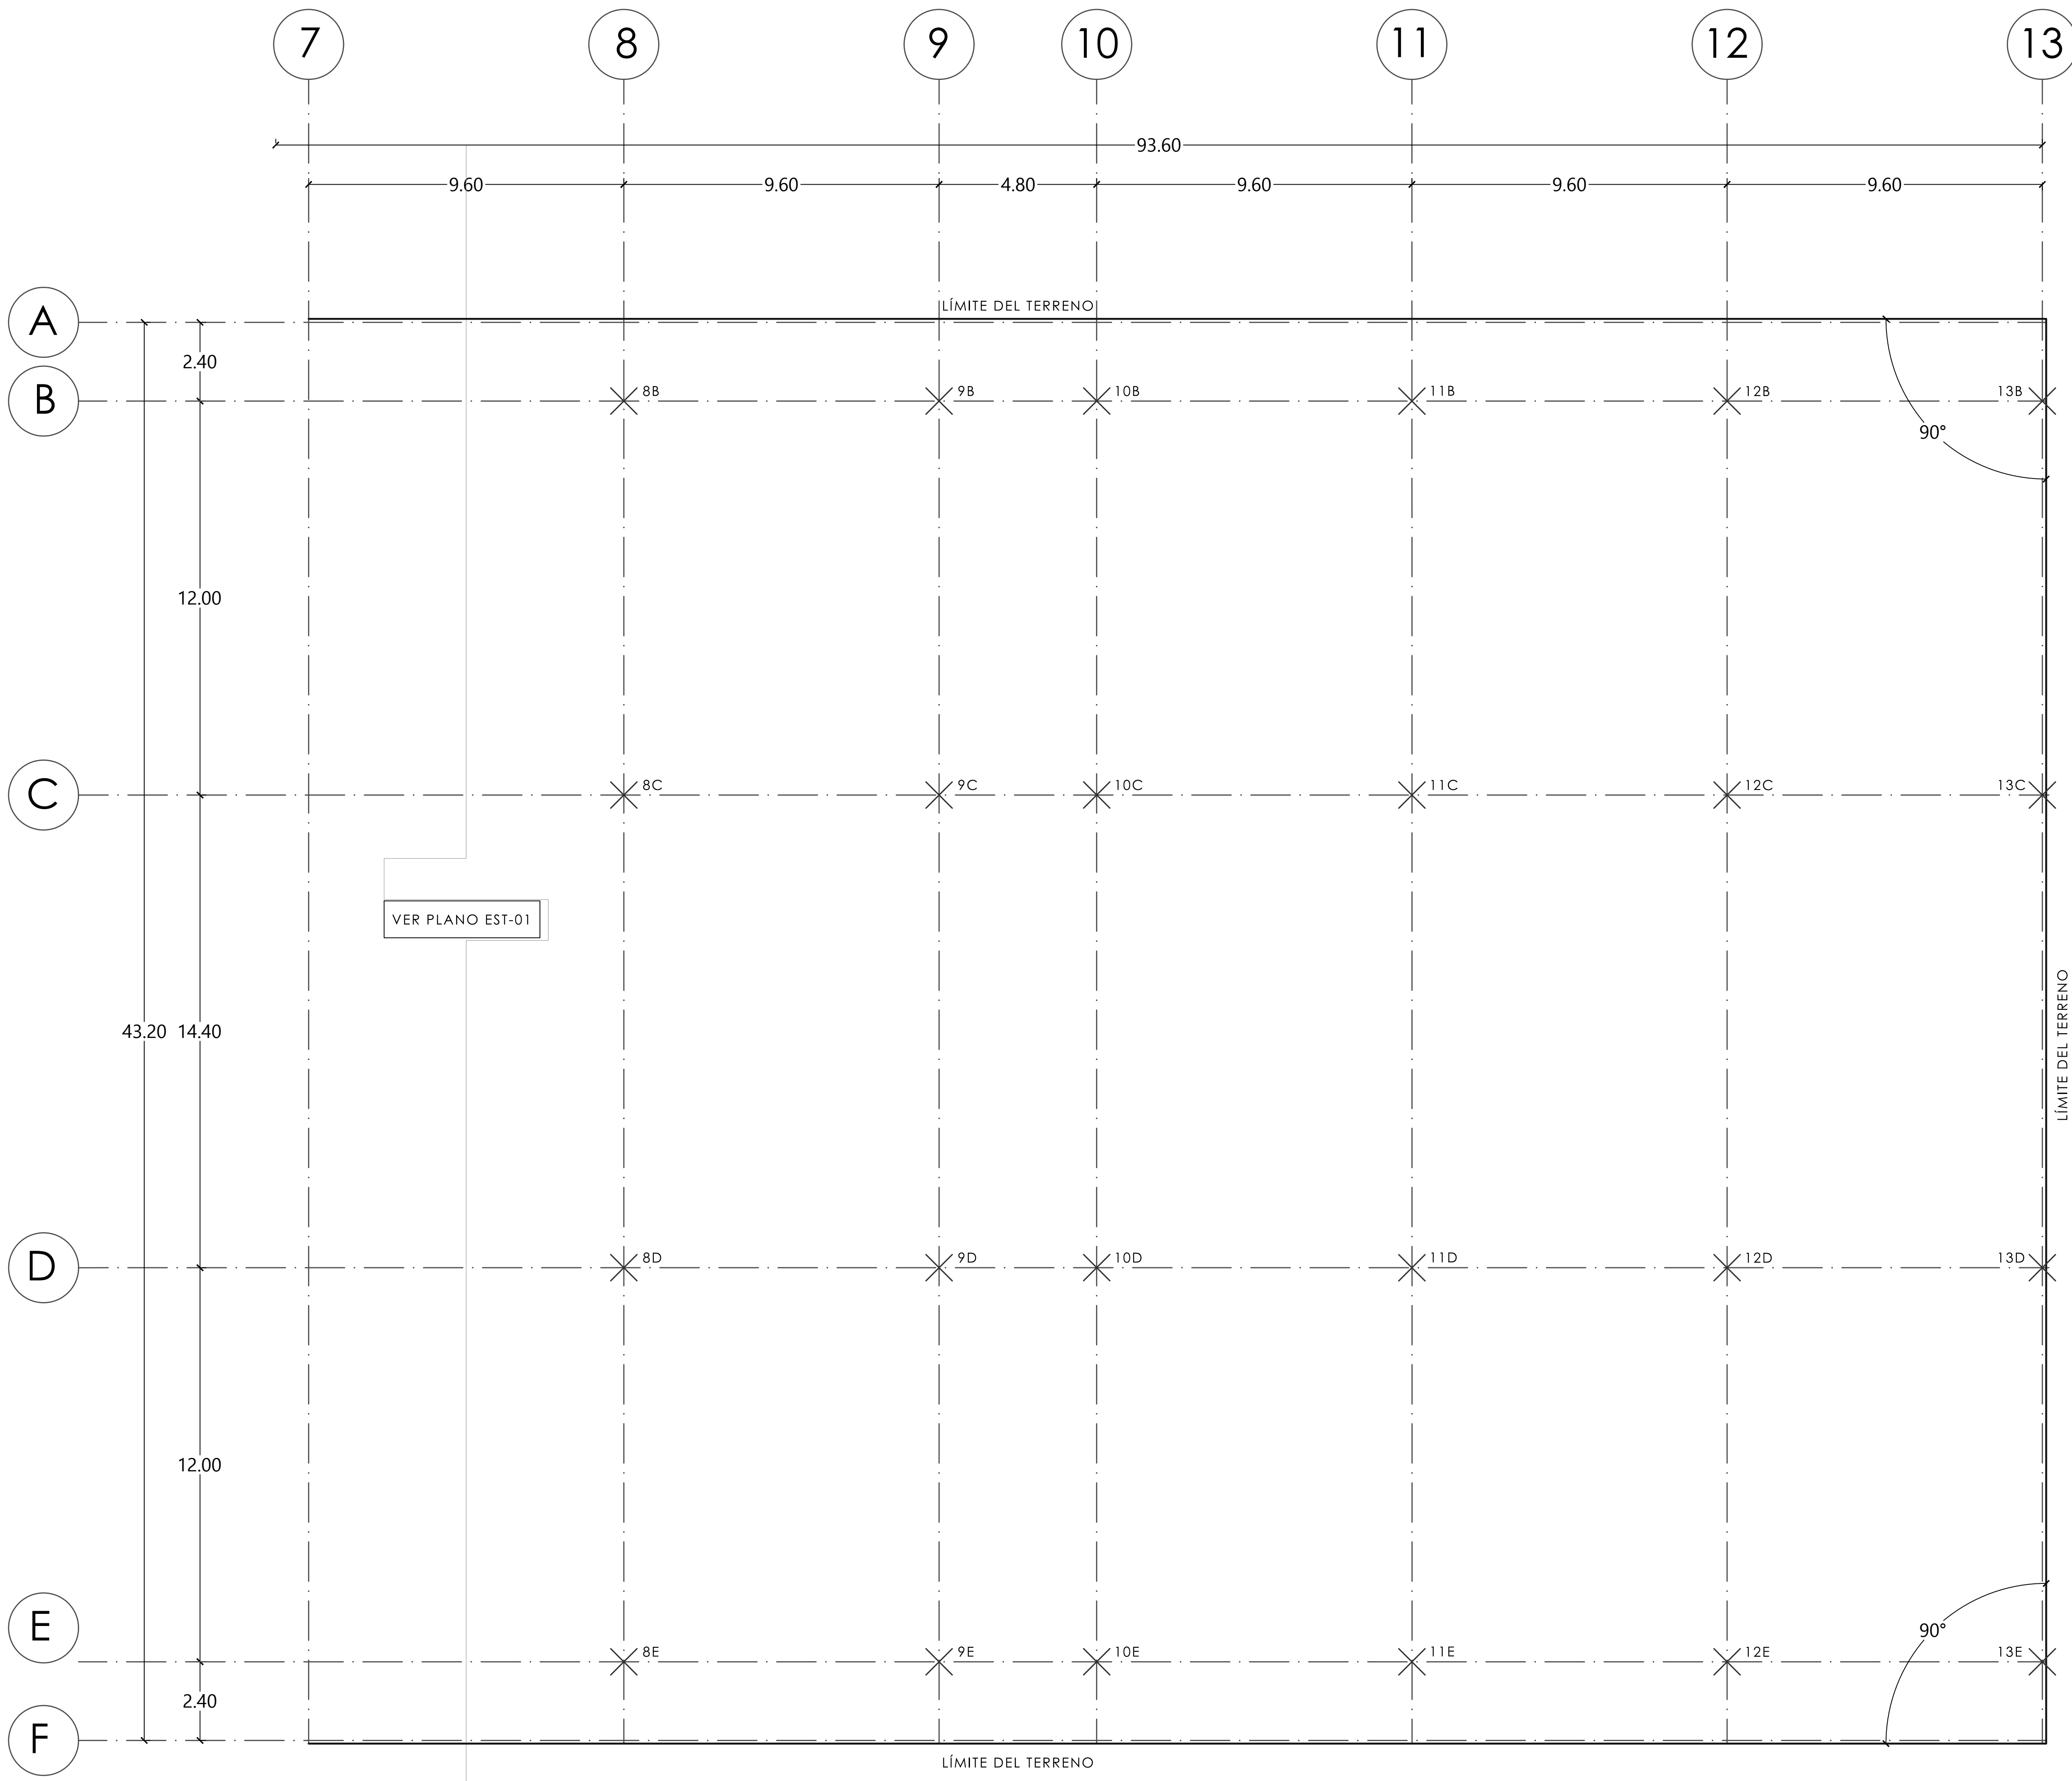 7 8 9 10 11 12 13
93.60
9.60 9.60 4.80 9.60 9.60 9.60
LÍMITE DEL TERRENO
A
2.40
B
8B 9B 10B 11B 12B 13B
90°
12.00
C
8C 9C 10C 11C 12C 13C
VER PLANO EST-01
43.20 14.40
LÍMITE DEL TERRENO
D
8D 9D 10D 11D 12D 13D
12.00
E
90°
8E 9E 10E 11E 12E 13E
2.40
F
LÍMITE DEL TERRENO